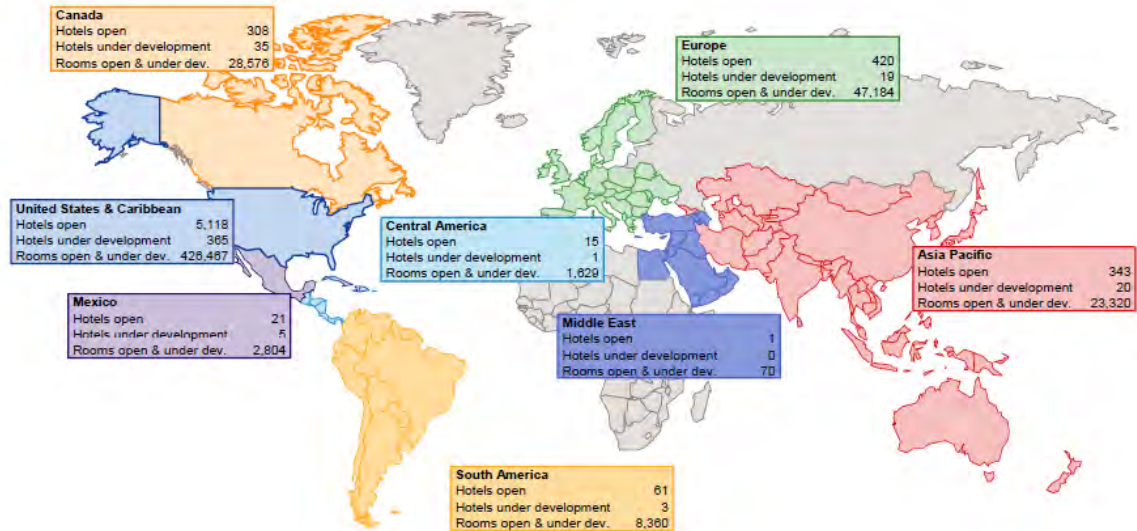 Canada
Hotels open 308
Hotels under development 35
Rooms open & under dev. 28,576
Europe
Hotels open 420
Hotels under development 19
Rooms open & under dev. 47,184
United States & Caribbean
Hotels open 5,118
Hotels under development 365
Rooms open & under dev. 426,467
Central America
Hotels open 15
Hotels under development 1
Rooms open & under dev. 1,629
Asia Pacific
Hotels open 343
Hotels under development 20
Rooms open & under dev. 23,320
Mexico
Hotels open 21
Hotels under development 5
Rooms open & under dev. 2,804
Middle East
Hotels open 1
Hotels under development 0
Rooms open & under dev. 70
South America
Hotels open 61
Hotels under development 3
Rooms open & under dev. 8,360